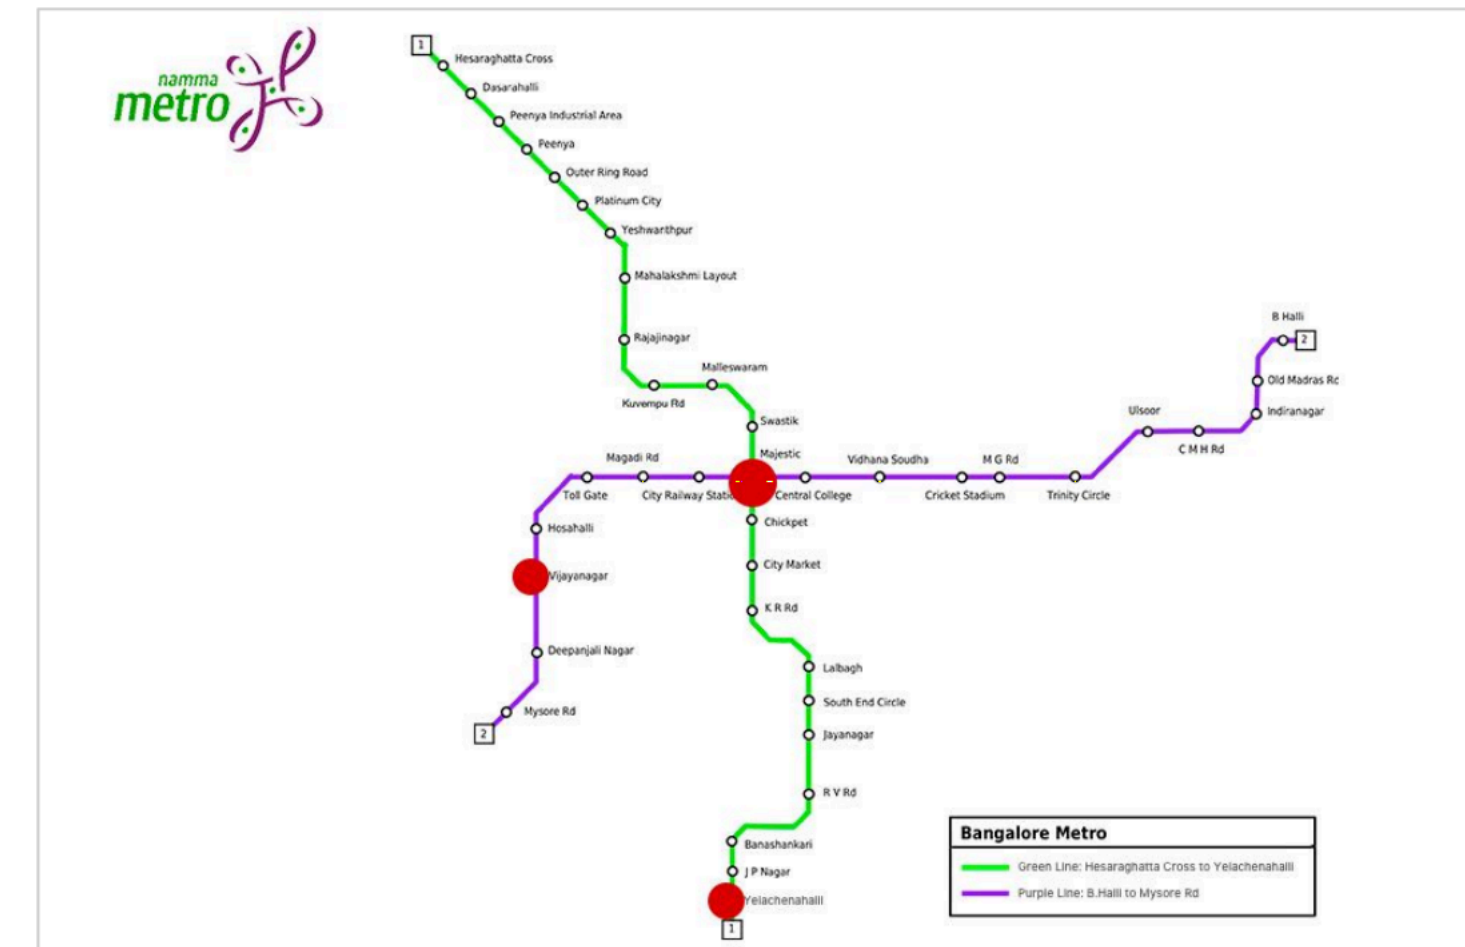 namma
metro
1
Hesaraghatta Cross
Dasarahalli
Peenya Industrial Area
Peenya
Outer Ring Road
Platinum City
Yeshwanthpur
Mahalakshmi Layout
Rajajinagar
Malleswaram
Kuvempu Rd
Swastik
Majestic
B Halli
2
Old Madras Rc
Indiranagar
Ulsoor
C M H Rd
Magadi Rd
Vidhana Soudha
M G Rd
Toll Gate
City Railway Static
Central College
Cricket Stadium
Trinity Circle
Hosahalli
Chickpet
Vijayanagar
City Market
K R Rd
Deepanjali Nagar
Lalbagh
South End Circle
Mysore Rd
2
Jayanagar
R V Rd
Banashankari
J P Nagar
Yelachenahalli
1
Bangalore Metro
Green Line: Hesaraghatta Cross to Yelachenahalli
Purple Line: B.Halli to Mysore Rd